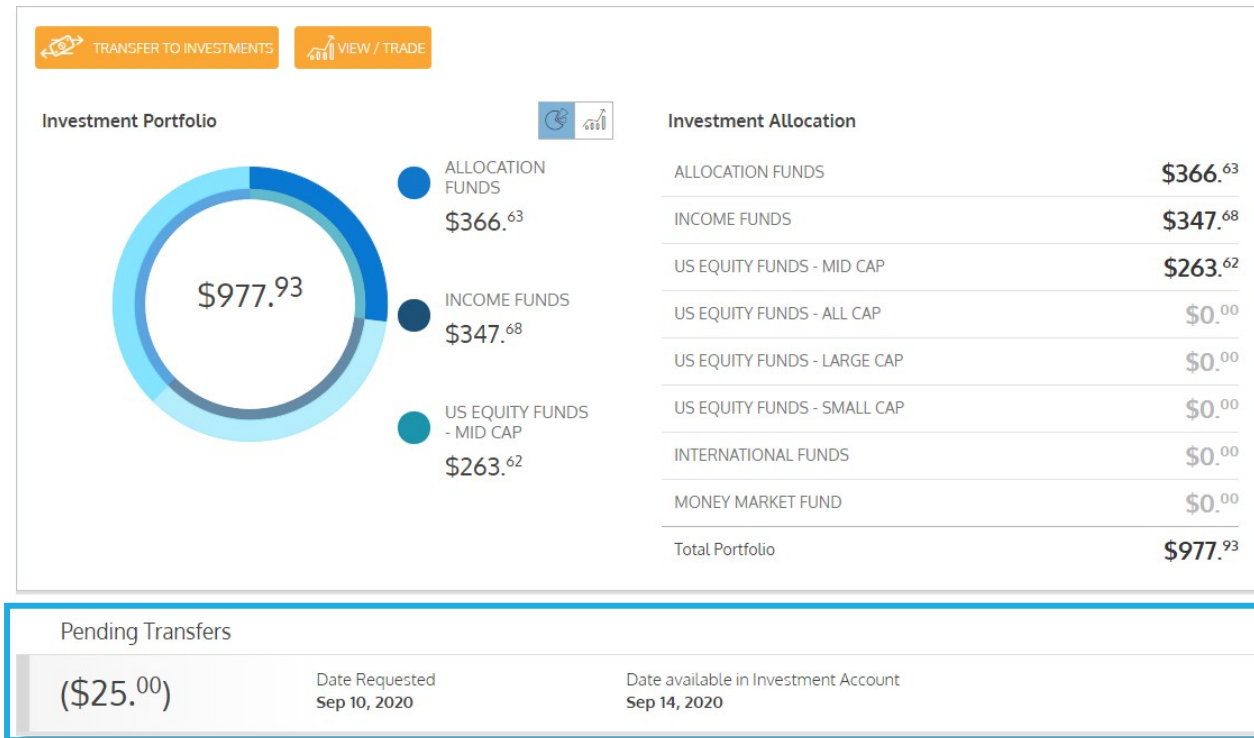 TRANSFER TO INVESTMENTS
VIEW / TRADE
Investment Portfolio
$977.93
ALLOCATION
FUNDS
$366.63
INCOME FUNDS
$347.68
US EQUITY FUNDS
- MID CAP
$263.62
Investment Allocation
ALLOCATION FUNDS $366.63
INCOME FUNDS $347.68
US EQUITY FUNDS - MID CAP $263.62
US EQUITY FUNDS - ALL CAP $0.00
US EQUITY FUNDS - LARGE CAP $0.00
US EQUITY FUNDS - SMALL CAP $0.00
INTERNATIONAL FUNDS $0.00
MONEY MARKET FUND $0.00
Total Portfolio $977.93
Pending Transfers
($25.00)
Date Requested
Sep 10, 2020
Date available in Investment Account
Sep 14, 2020